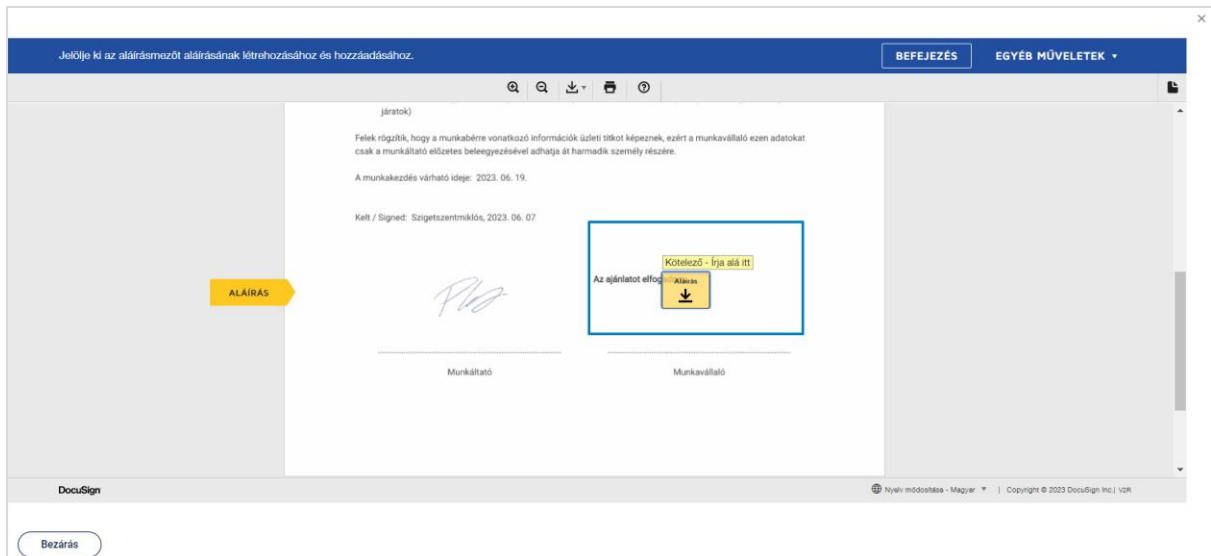 Jelölje ki az aláírásmezőt aláírásának létrehozásához és hozzáadásához.
BEFEJEZÉS
EGYÉB MŰVELETEK
járatok)
Felek rögzítik, hogy a munkabérre vonatkozó információk üzleti titkot képeznek, ezért a munkavállaló ezen adatokat
csak a munkáltató előzetes beleegyezésével adhatja át harmadik személy részére.
A munkakezdés várható ideje: 2023. 06. 19.
Kelt / Signed: Szigetszentmiklós, 2023. 06. 07
Kötelező - Írja alá itt
Az ajánlatot elfog
Aláírás
ALÁÍRÁS
Munkáltató
Munkavállaló
DocuSign
Nyelv módosítása - Magyar | Copyright © 2023 DocuSign Inc. | V2R
Bezárás